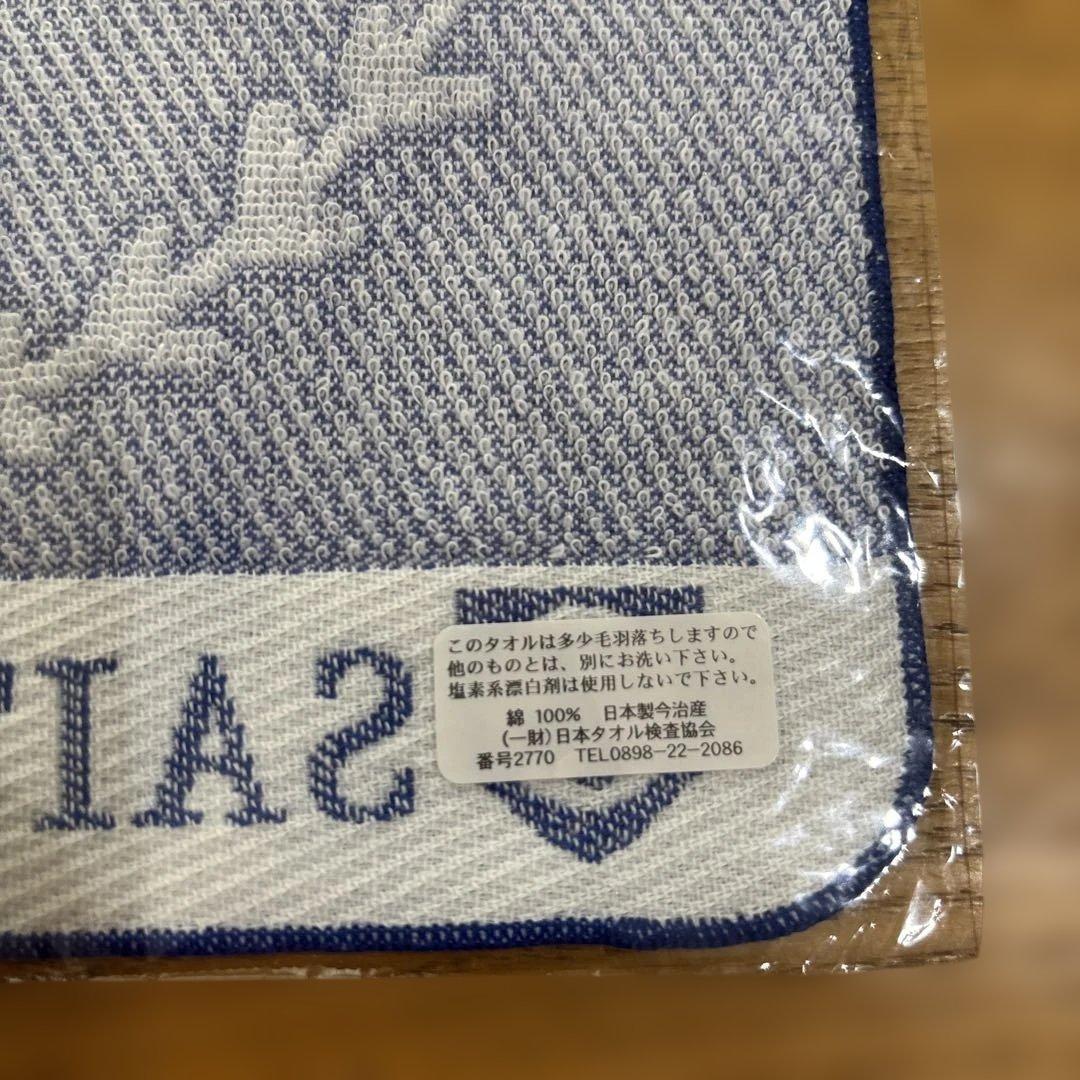 このタオルは多少毛羽落ちしますので
他のものとは、別にお洗い下さい。
塩素系漂白剤は使用しないで下さい。
綿 100%　日本製今治産
(一財)日本タオル検査協会
番号2770　TEL0898-22-2086
SAI